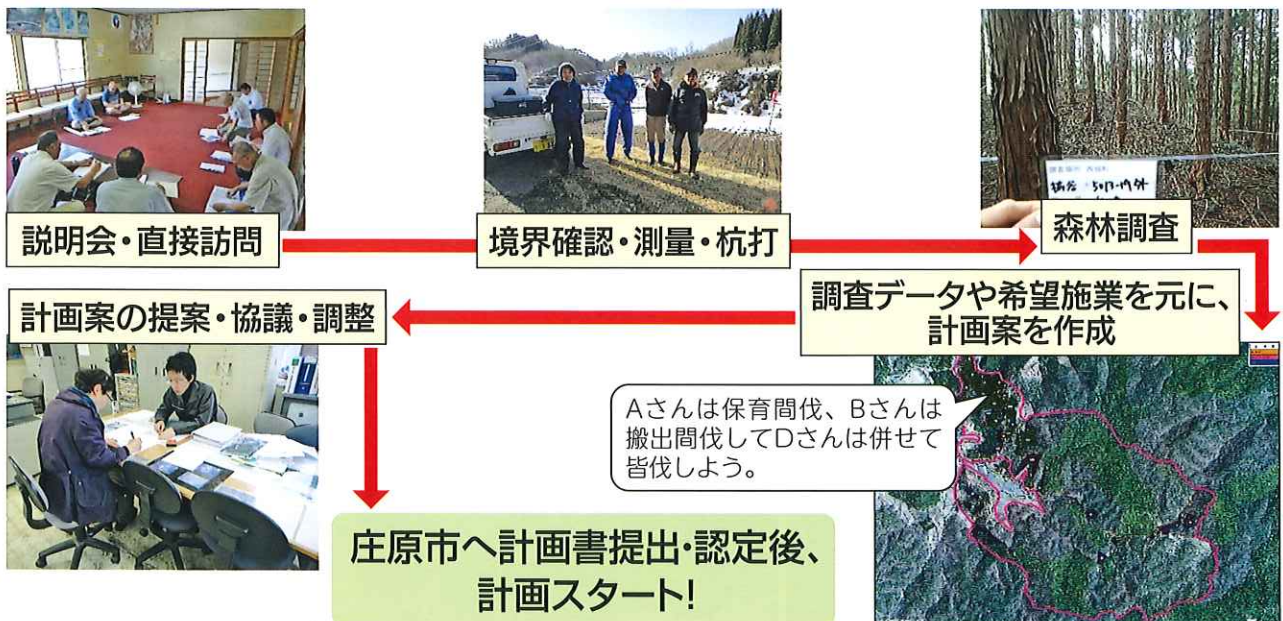 説明会・直接訪問
境界確認・測量・杭打
森林調査
調査データや希望施業を元に、
計画案を作成
計画案の提案・協議・調整
Aさんは保育間伐、Bさんは
搬出間伐してDさんは併せて
皆伐しよう。
庄原市へ計画書提出・認定後、
計画スタート!